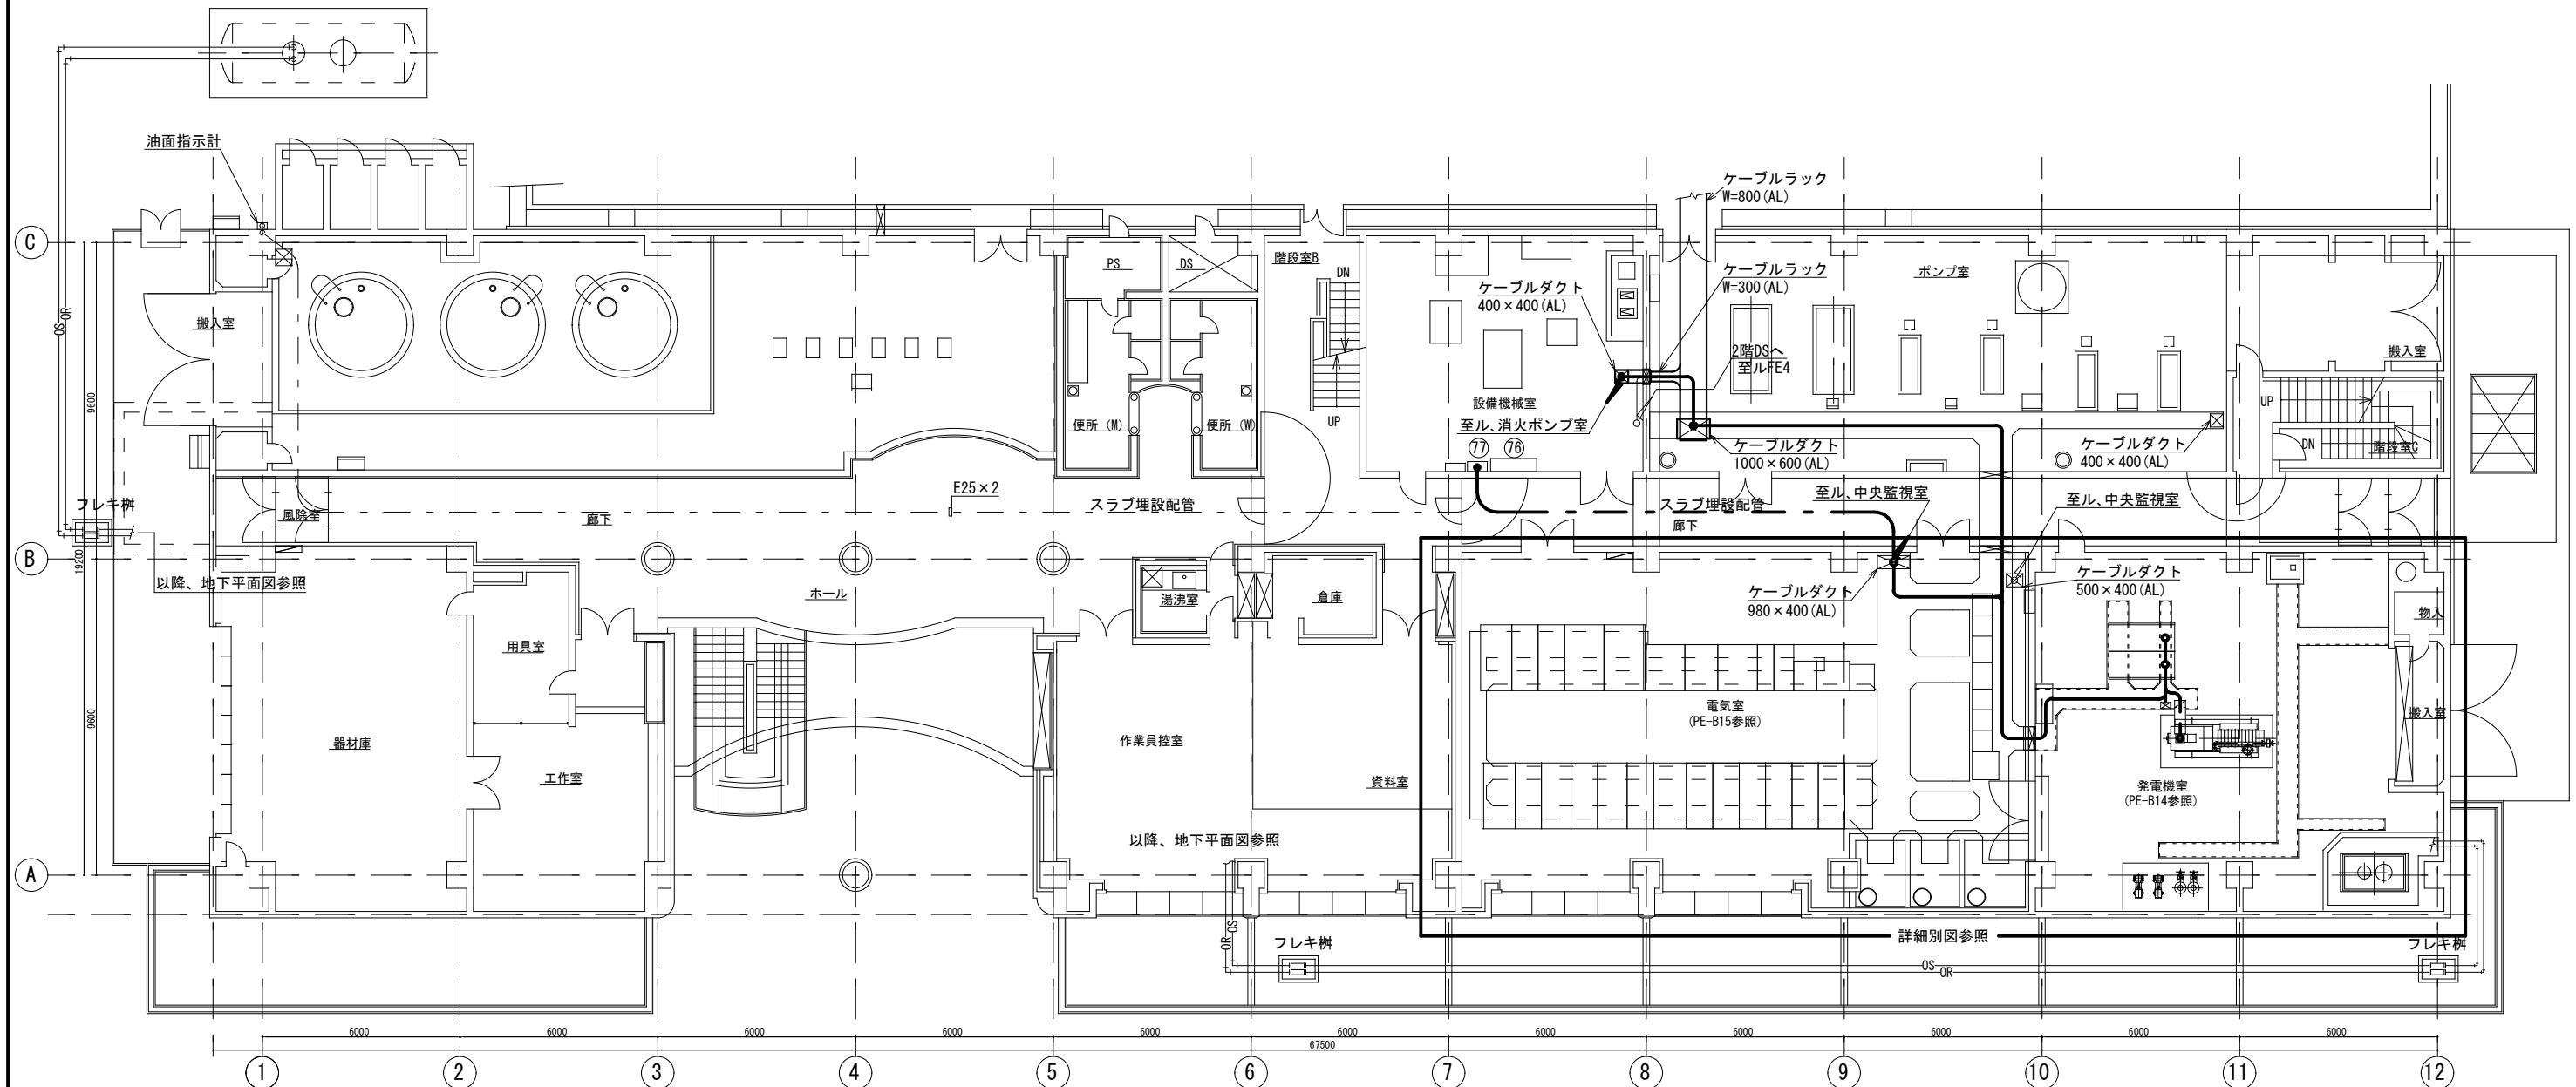 油面指示計
ケーブルラック
W=800(AL)
C
PS
DS
階段室B
DN
ケーブルダクト
400×400(AL)
ケーブルラック
W=300(AL)
ポンプ室
OS
OR
搬入室
2階DSへ
至ルFE4
搬入室
9600
設備機械室
便所 (M)
便所 (W)
UP
至ル、消火ポンプ室
77
76
ケーブルダクト
1000×600(AL)
ケーブルダクト
400×400(AL)
UP
DN
階段室C
フレキ桝
風除室
廊下
E25×2
スラブ埋設配管
スラブ埋設配管
廊下
至ル、中央監視室
至ル、中央監視室
B
19200
以降、地下平面図参照
ホール
湯沸室
倉庫
ケーブルダクト
980×400(AL)
ケーブルダクト
500×400(AL)
物入
用具室
9600
器材庫
工作室
作業員控室
資料室
電気室
(PE-B15参照)
搬入室
発電機室
(PE-B14参照)
以降、地下平面図参照
A
OR
OS
フレキ桝
詳細別図参照
フレキ桝
OS
OR
6000
6000
6000
6000
6000
6000
6000
6000
6000
6000
6000
67500
1
2
3
4
5
6
7
8
9
10
11
12